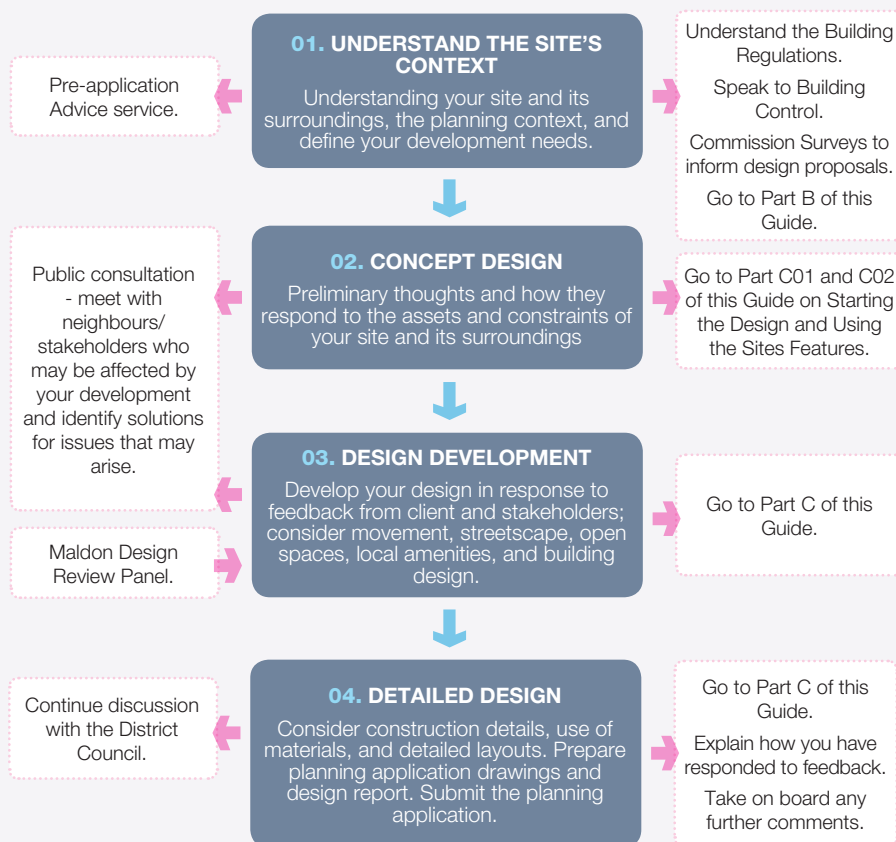 01. UNDERSTAND THE SITE'S
CONTEXT
Understanding your site and its
surroundings, the planning context, and
define your development needs.
Pre-application
Advice service.
Understand the Building
Regulations.
Speak to Building
Control.
Commission Surveys to
inform design proposals.
Go to Part B of this
Guide.
02. CONCEPT DESIGN
Preliminary thoughts and how they
respond to the assets and constraints of
your site and its surroundings
Public consultation
- meet with
neighbours/
stakeholders who
may be affected by
your development
and identify solutions
for issues that may
arise.
Go to Part C01 and C02
of this Guide on Starting
the Design and Using
the Sites Features.
03. DESIGN DEVELOPMENT
Develop your design in response to
feedback from client and stakeholders;
consider movement, streetscape, open
spaces, local amenities, and building
design.
Maldon Design
Review Panel.
Go to Part C of this
Guide.
04. DETAILED DESIGN
Consider construction details, use of
materials, and detailed layouts. Prepare
planning application drawings and
design report. Submit the planning
application.
Continue discussion
with the District
Council.
Go to Part C of this
Guide.
Explain how you have
responded to feedback.
Take on board any
further comments.